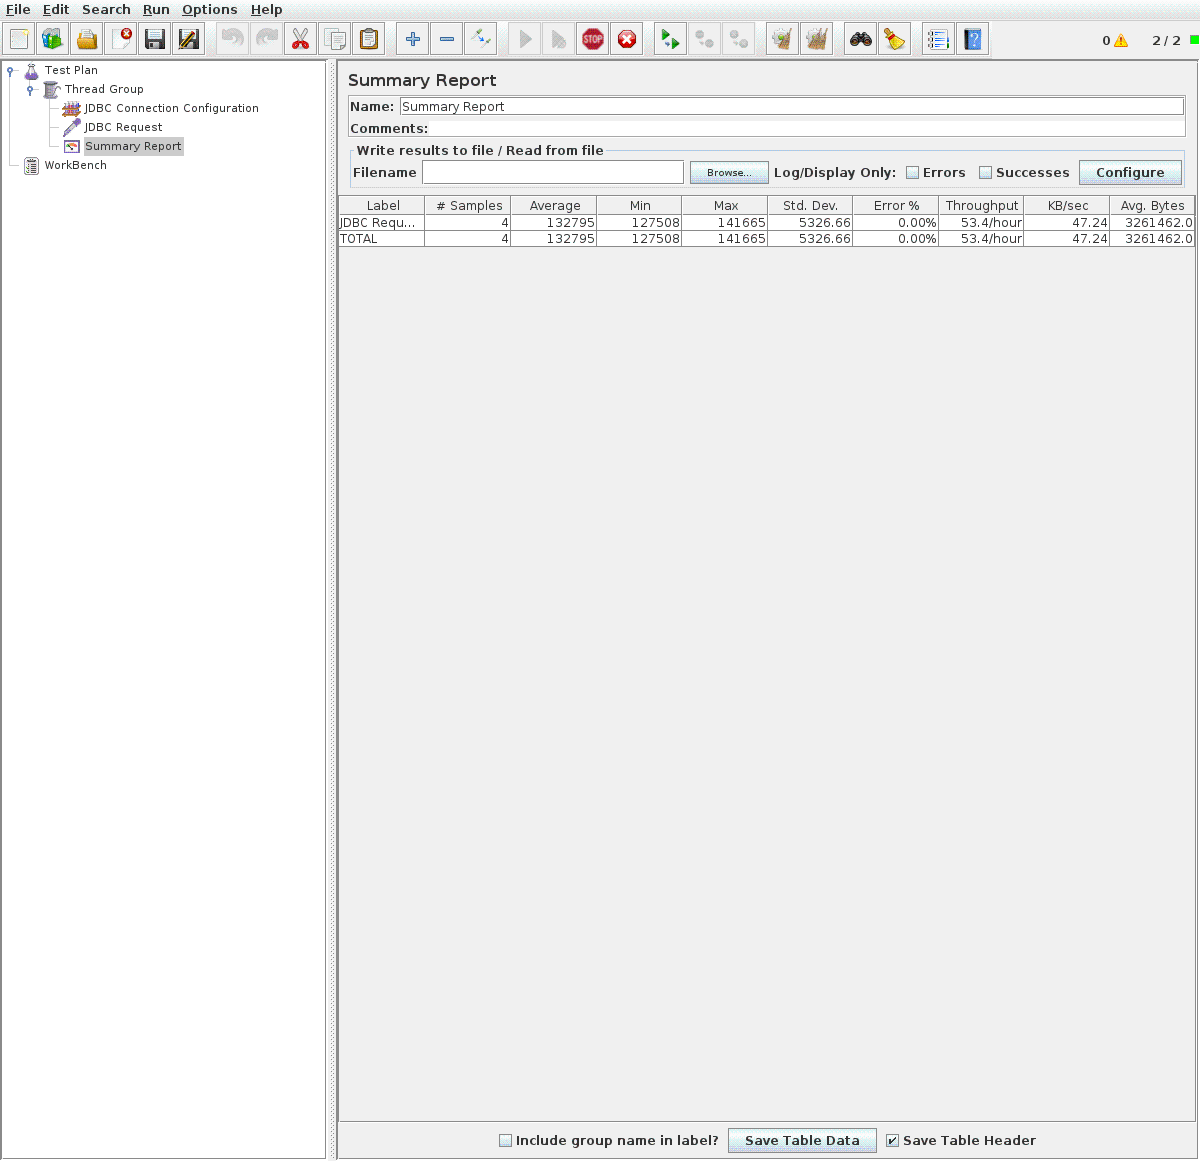 File Edit Search Run Options Help
STOP
0 2 / 2
Test Plan
Thread Group
JDBC Connection Configuration
JDBC Request
Summary Report
WorkBench
Summary Report
Name: Summary Report
Comments:
Write results to file / Read from file
Filename Browse... Log/Display Only: Errors Successes Configure
Label # Samples Average Min Max Std. Dev. Error % Throughput KB/sec Avg. Bytes
JDBC Requ... 4 132795 127508 141665 5326.66 0.00% 53.4/hour 47.24 3261462.0
TOTAL 4 132795 127508 141665 5326.66 0.00% 53.4/hour 47.24 3261462.0
Include group name in label? Save Table Data Save Table Header